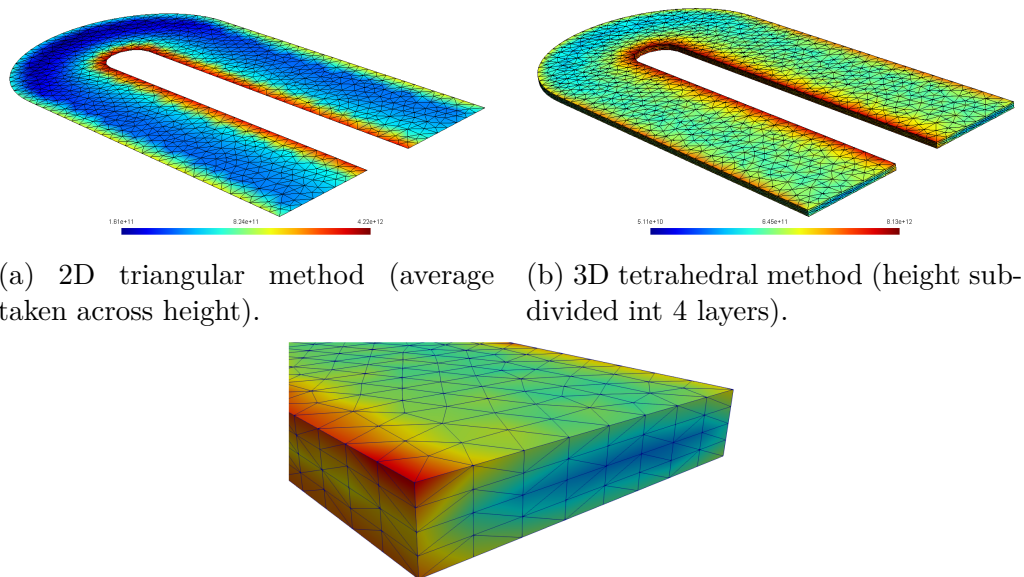 1.61e+11 8.24e+11 4.22e+12
5.11e+10 6.45e+11 8.13e+12
(a) 2D triangular method (average
taken across height).
(b) 3D tetrahedral method (height sub-
divided int 4 layers).